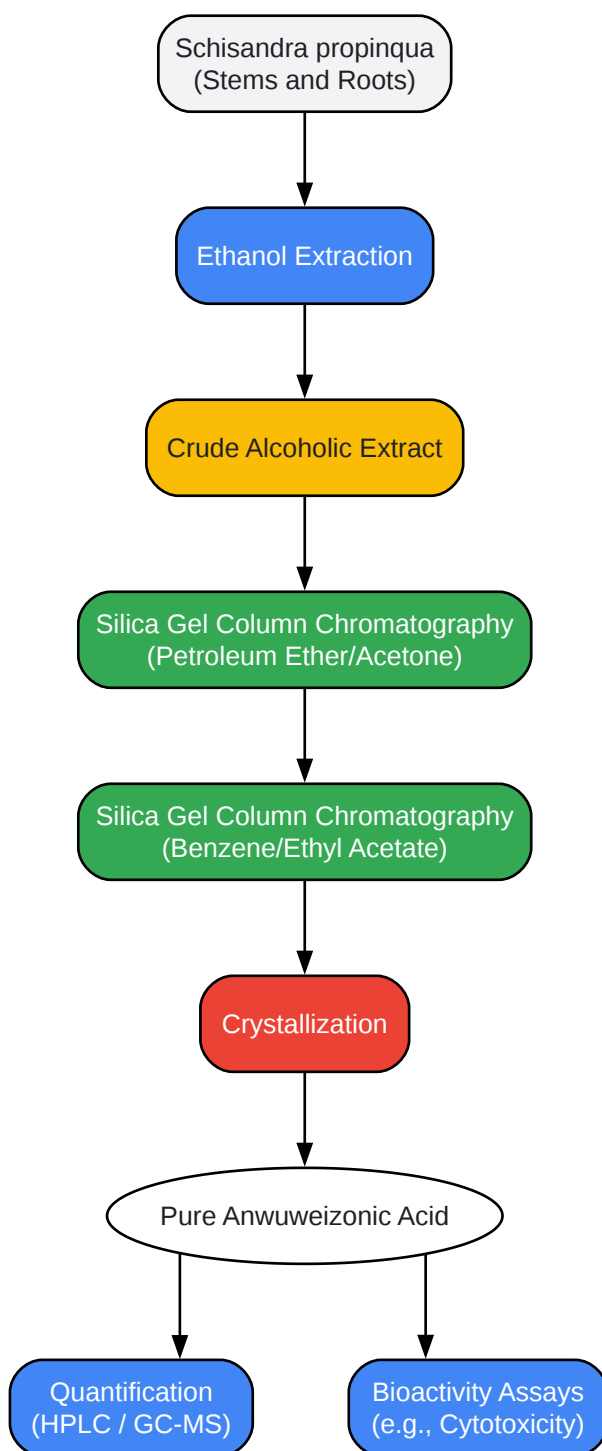 Schisandra propinqua
(Stems and Roots)
Ethanol Extraction
Crude Alcoholic Extract
Silica Gel Column Chromatography
(Petroleum Ether/Acetone)
Silica Gel Column Chromatography
(Benzene/Ethyl Acetate)
Crystallization
Pure Anwuweizonic Acid
Quantification
(HPLC / GC-MS)
Bioactivity Assays
(e.g., Cytotoxicity)